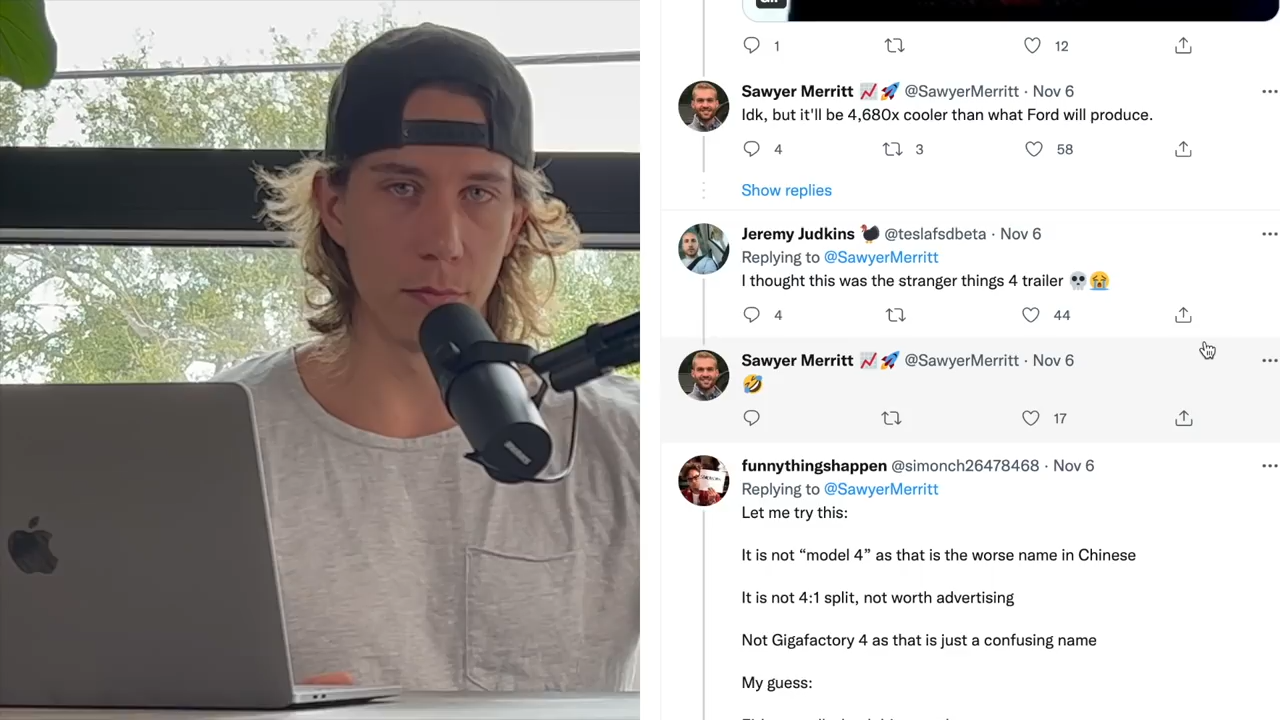 GIF
1
12
Sawyer Merritt 📈🚀 @SawyerMerritt · Nov 6
Idk, but it'll be 4,680x cooler than what Ford will produce.
4 3 58
Show replies
Jeremy Judkins 🦃 @teslafsdbeta · Nov 6
Replying to @SawyerMerritt
I thought this was the stranger things 4 trailer 💀😭
4 44
Sawyer Merritt 📈🚀 @SawyerMerritt · Nov 6
🤣
17
funnythingshappen @simonch26478468 · Nov 6
Replying to @SawyerMerritt
Let me try this:
It is not “model 4” as that is the worse name in Chinese
It is not 4:1 split, not worth advertising
Not Gigafactory 4 as that is just a confusing name
My guess: